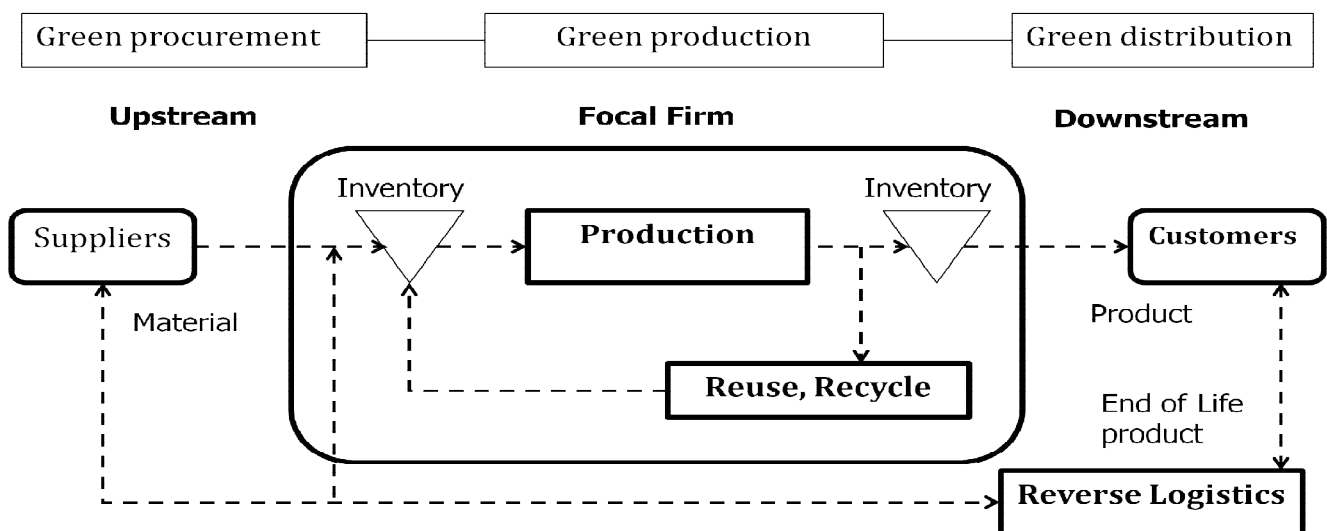 Green procurement
Green production
Green distribution
Upstream
Focal Firm
Downstream
Inventory
Inventory
Suppliers
Production
Customers
Material
Product
Reuse, Recycle
End of Life
product
Reverse Logistics